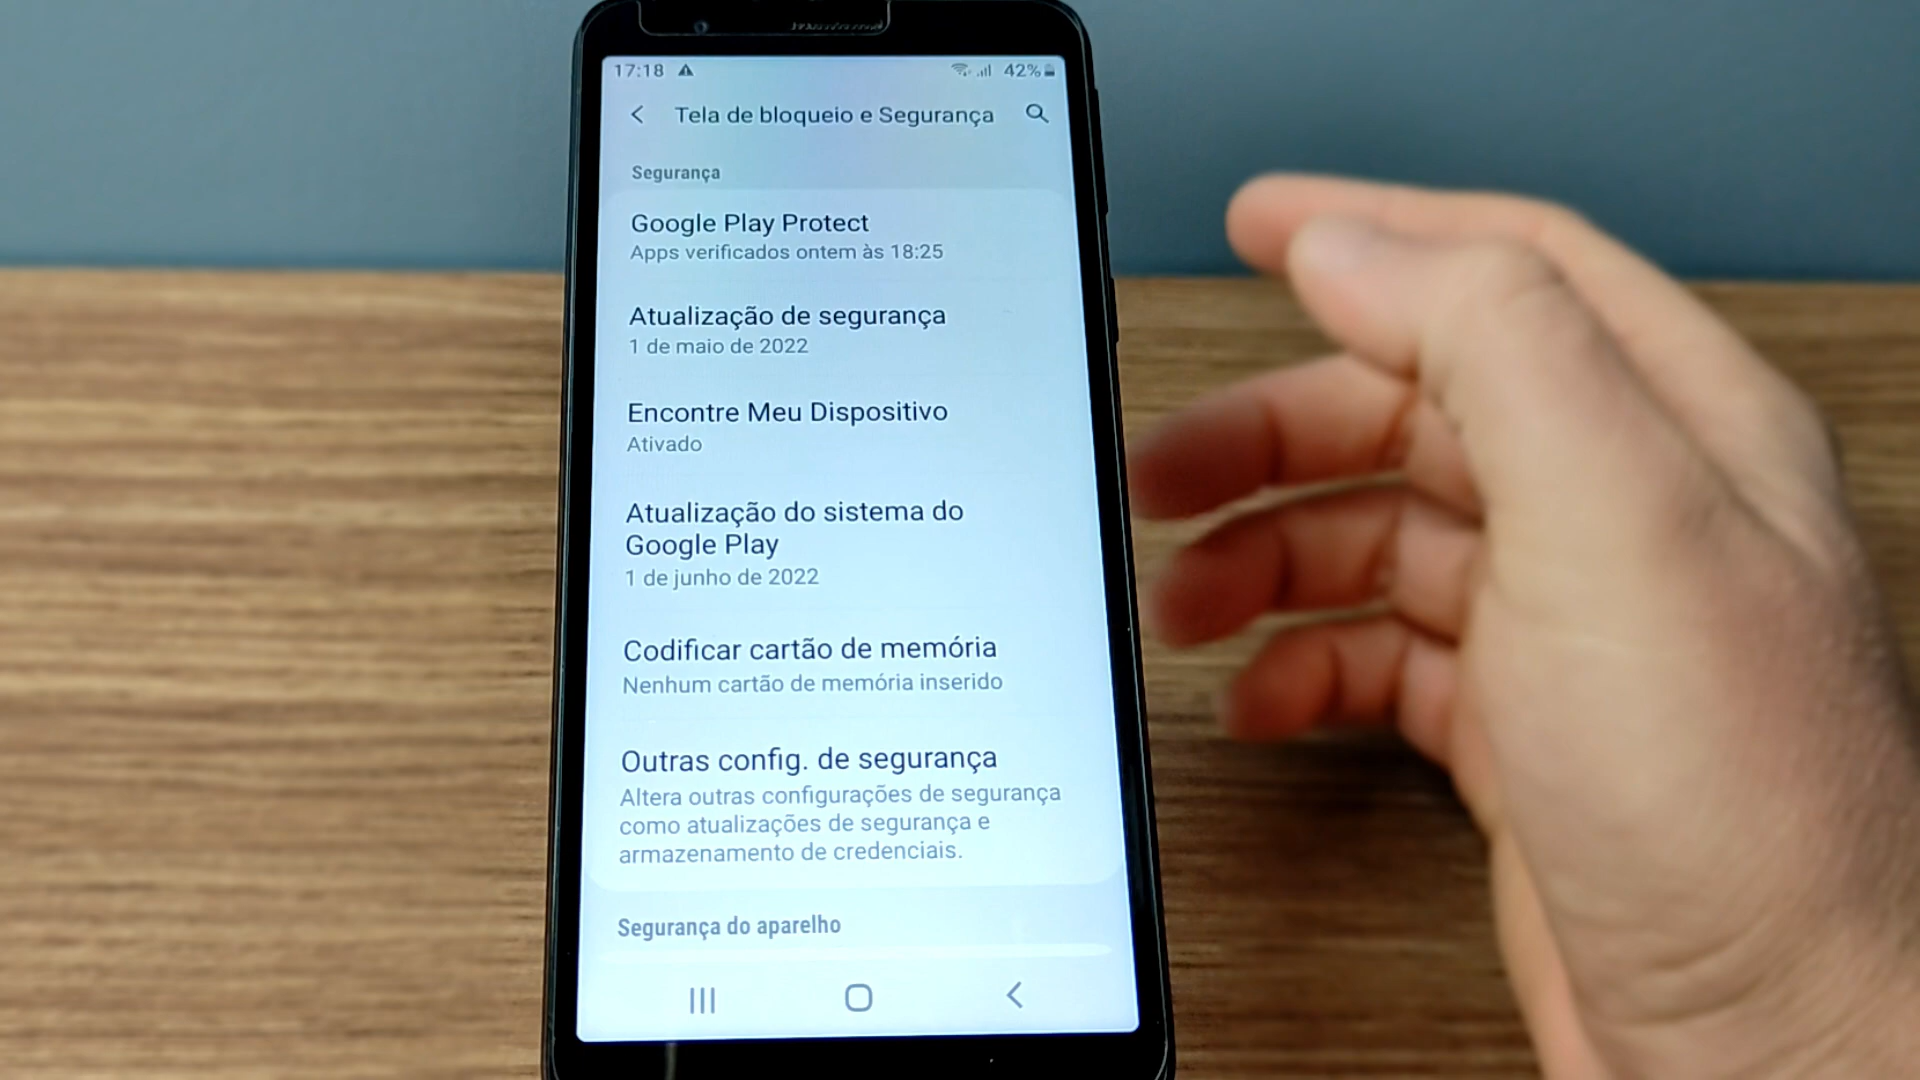 17:18 42%
Tela de bloqueio e Segurança
Segurança
Google Play Protect
Apps verificados ontem às 18:25
Atualização de segurança
1 de maio de 2022
Encontre Meu Dispositivo
Ativado
Atualização do sistema do
Google Play
1 de junho de 2022
Codificar cartão de memória
Nenhum cartão de memória inserido
Outras config. de segurança
Altera outras configurações de segurança
como atualizações de segurança e
armazenamento de credenciais.
Segurança do aparelho